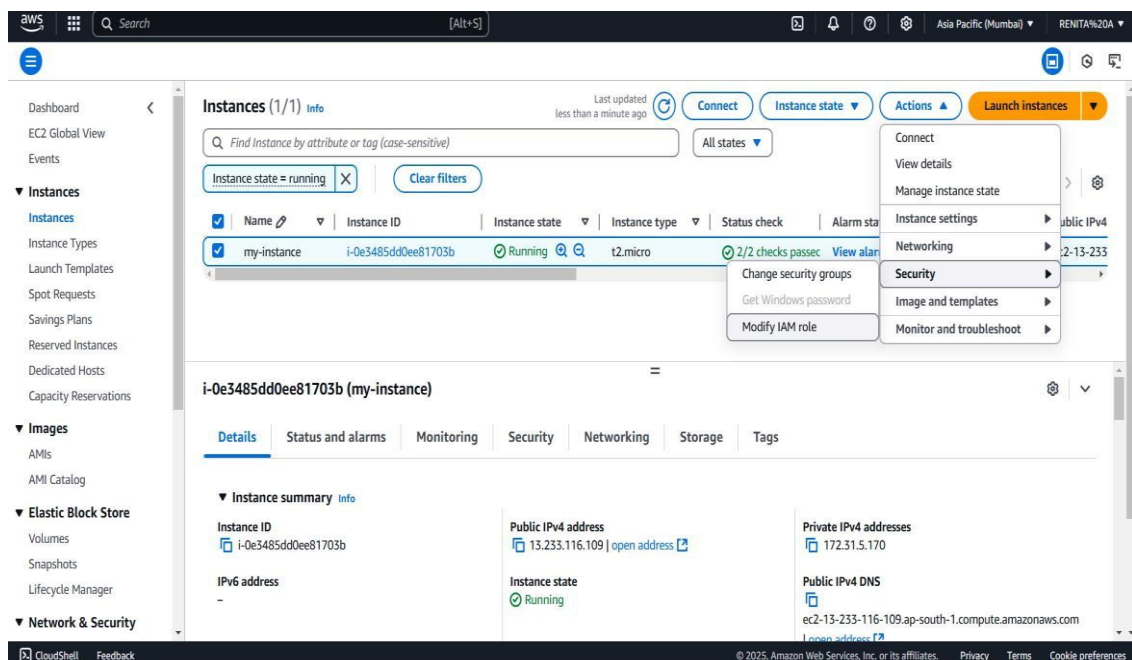 aws
Search
[Alt+S]
Asia Pacific (Mumbai) ▼
RENITA%20A ▼
Dashboard
EC2 Global View
Events
▼ Instances
Instances
Instance Types
Launch Templates
Spot Requests
Savings Plans
Reserved Instances
Dedicated Hosts
Capacity Reservations
▼ Images
AMIs
AMI Catalog
▼ Elastic Block Store
Volumes
Snapshots
Lifecycle Manager
▼ Network & Security
Instances (1/1) Info
Last updated
less than a minute ago
Connect
Instance state ▼
Actions ▲
Launch instances ▼
Find Instance by attribute or tag (case-sensitive)
All states ▼
Instance state = running
Clear filters
Name
Instance ID
Instance state
Instance type
Status check
Alarm sta
ublic IPv4
my-instance
i-0e3485dd0ee81703b
Running
t2.micro
2/2 checks passec
View alar
:2-13-233
Connect
View details
Manage instance state
Instance settings
Networking
Security
Image and templates
Monitor and troubleshoot
Change security groups
Get Windows password
Modify IAM role
i-0e3485dd0ee81703b (my-instance)
Details
Status and alarms
Monitoring
Security
Networking
Storage
Tags
▼ Instance summary Info
Instance ID
i-0e3485dd0ee81703b
Public IPv4 address
13.233.116.109 | open address
Private IPv4 addresses
172.31.5.170
IPv6 address
–
Instance state
Running
Public IPv4 DNS
ec2-13-233-116-109.ap-south-1.compute.amazonaws.com
| open address
CloudShell
Feedback
© 2025, Amazon Web Services, Inc. or its affiliates.
Privacy
Terms
Cookie preferences